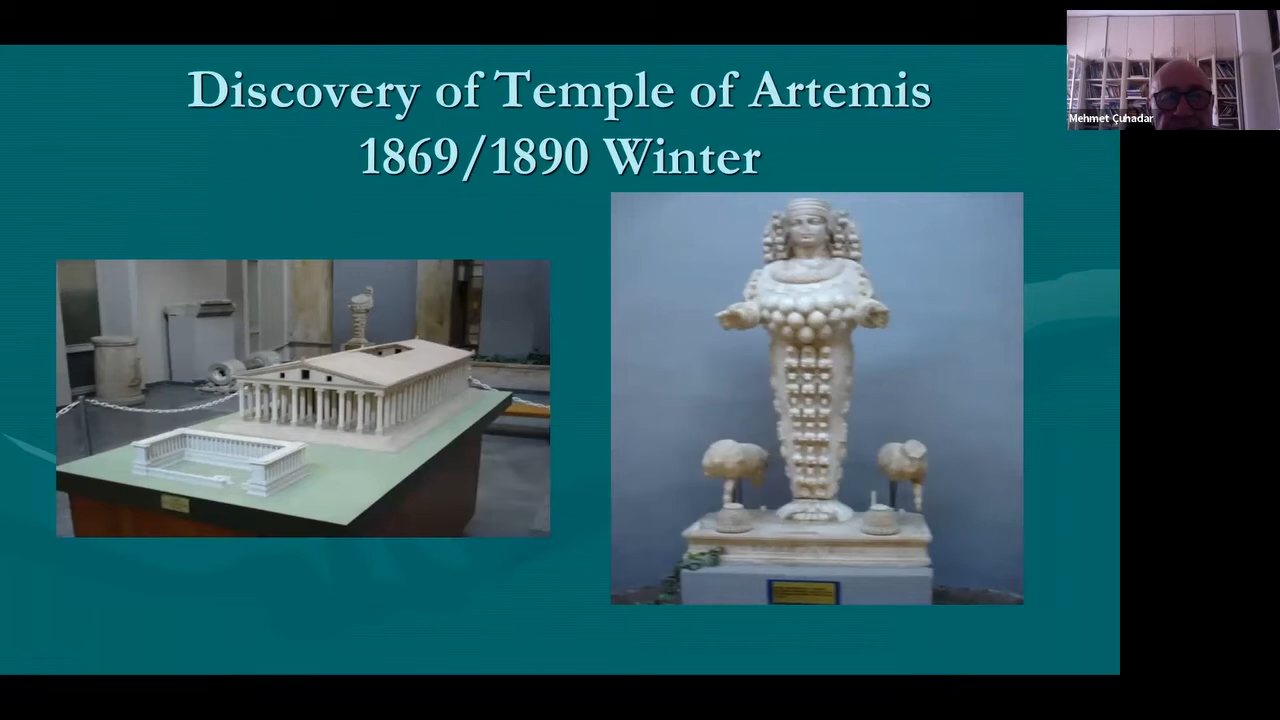 Discovery of Temple of Artemis
1869/1890 Winter
Mehmet Çuhadar